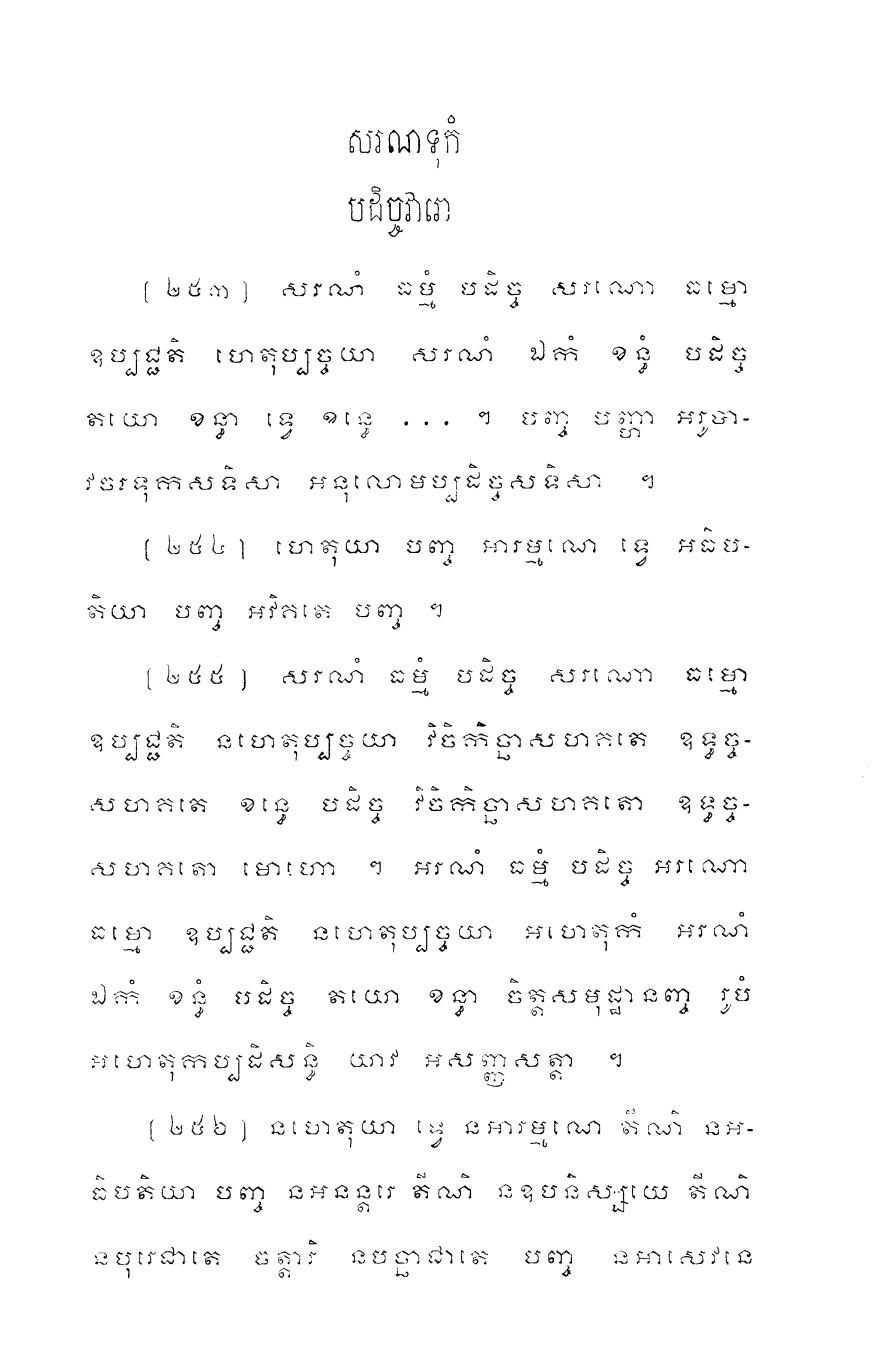 សរណទុកំ
បដិច្ចវារោ
[ ២៥៣ ] សរណំ ធម្មំ បដិច្ច សរណោ ធម្មោ
ឧប្បជ្ជតិ ហេតុប្បច្ចយា សរណំ ឯកំ ខន្ធំ បដិច្ច
តយោ ខន្ធា ទ្វេ ខន្ធេ ... ។ បញ្ច បញ្ហា អរូបា-
វចរទុកសទិសា អនុលោមប្បដិច្ចសទិសា ។
[ ២៥៤ ] ហេតុយា បញ្ច អារម្មណេ ទ្វេ អធិប-
តិយា បញ្ច អវិគតេ បញ្ច ។
[ ២៥៥ ] សរណំ ធម្មំ បដិច្ច សរណោ ធម្មោ
ឧប្បជ្ជតិ នហេតុប្បច្ចយា វិចិកិច្ឆាសហគតេ ឧទ្ធច្ច-
សហគតេ ខន្ធេ បដិច្ច វិចិកិច្ឆាសហគតោ ឧទ្ធច្ច-
សហគតោ មោហោ ។ អរណំ ធម្មំ បដិច្ច អរណោ
ធម្មោ ឧប្បជ្ជតិ នហេតុប្បច្ចយា អហេតុកំ អរណំ
ឯកំ ខន្ធំ បដិច្ច តយោ ខន្ធា ចិត្តសមុដ្ឋានញ្ច រូបំ
អហេតុកប្បដិសន្ធិ យាវ អសញ្ញសត្តា ។
[ ២៥៦ ] នហេតុយា ទ្វេ នអារម្មណេ តីណិ នអ-
ធិបតិយា បញ្ច នអនន្តរេ តីណិ នឧបនិស្សយេ តីណិ
នបុរេជាតេ ចត្តារិ នបច្ឆាជាតេ បញ្ច នអាសេវនេ